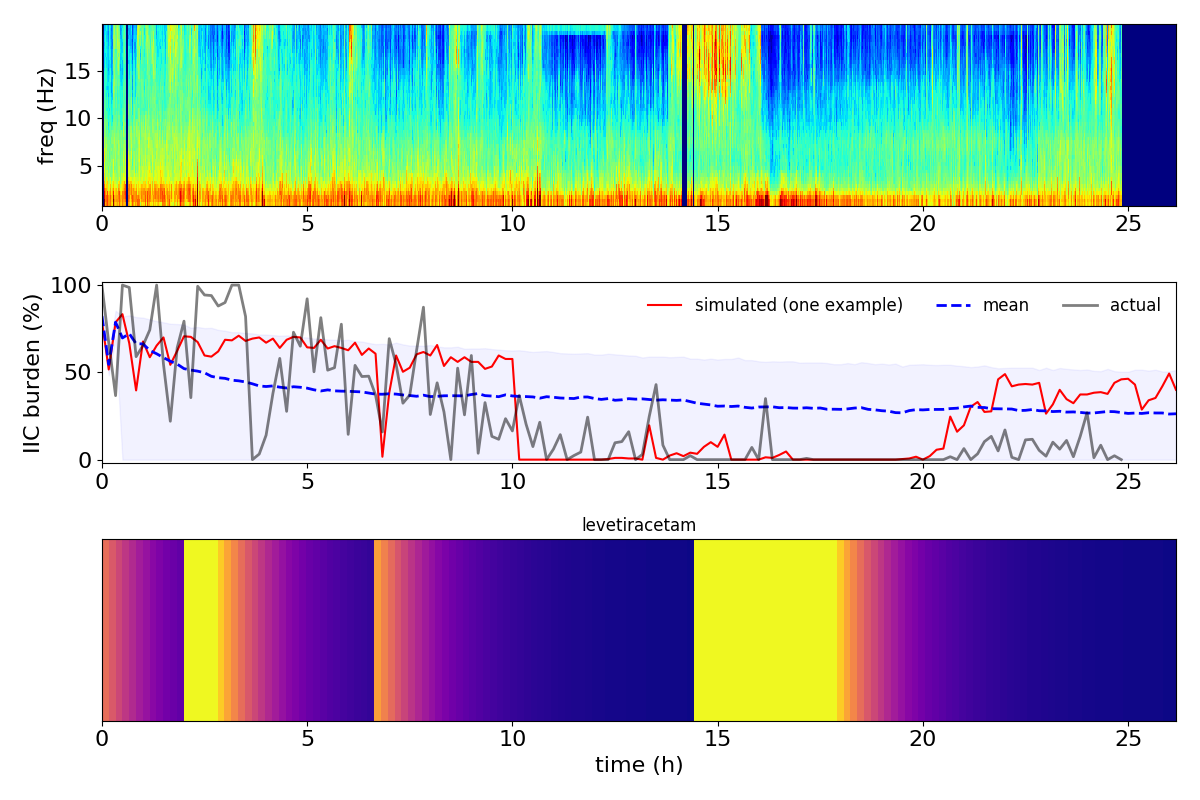 freq (Hz)
15
10
5
0 5 10 15 20 25
IIC burden (%)
100
50
0
simulated (one example) mean actual
0 5 10 15 20 25
levetiracetam
0 5 10 15 20 25
time (h)